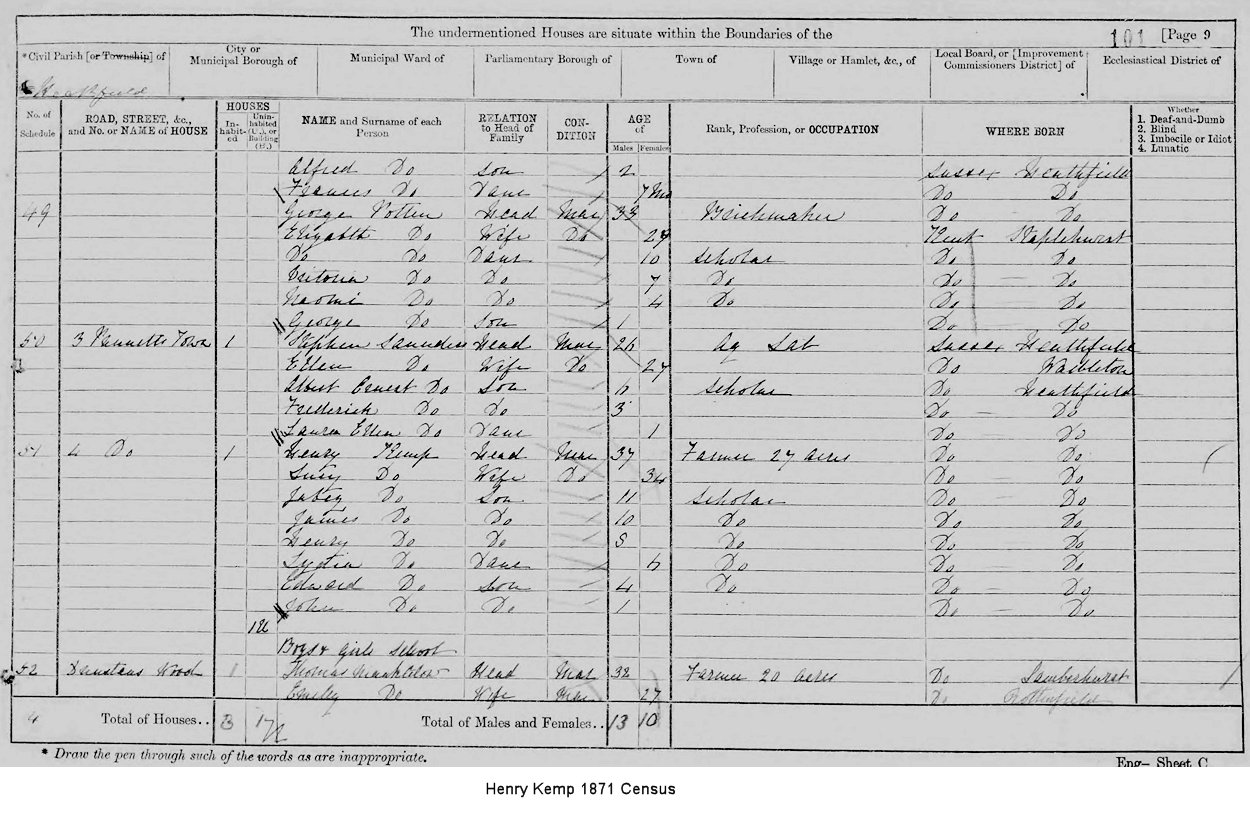 The undermentioned Houses are situate within the Boundaries of the 101 [Page 9
*Civil Parish [or Township] of City or Municipal Borough of Municipal Ward of Parliamentary Borough of Town of Village or Hamlet, &c., of Local Board, or [Improvement Commissioners District] of Ecclesiastical District of
Heathfield
No. of Schedule ROAD, STREET, &c., and No. or NAME of HOUSE HOUSES Inhabited Uninhabited (U.), or Building (B.) NAME and Surname of each Person RELATION to Head of Family CONDITION AGE of Males Females Rank, Profession, or OCCUPATION WHERE BORN Whether 1. Deaf-and-Dumb 2. Blind 3. Imbecile or Idiot 4. Lunatic
Alfred Do Son 2 Sussex Heathfield
Frances Do Daur 7 Mo Do Do
49 George Head Mar 33 Do Do
Elizabth Do Wife Do Kent Staplehurst
Do Do Daur 10 Scholar Do Do
Do Do 7 Do Do Do
Naomi Do Do 4 Do Do Do
George Do Son 1 Do Do
50 3 Town 1 Stephen Saunders Head Mar 26 Ag Lab Sussex Heathfield
Ellen Do Wife Do 27 Do Warbleton
Albert Ernest Do Son 6 Scholar Do Heathfield
Frederick Do Do 3 Do Do
Laura Ellen Do Daur 1 Do Do
51 4 Do 1 Henry Kemp Head Mar 37 Farmer 27 acres Do Do
Do Wife Do 34 Do Do
Jabez Do Son 11 Scholar Do Do
James Do Do 10 Do Do Do
Henry Do Do 8 Do Do Do
Lydia Do Daur 6 Do Do Do
Edward Do Son 4 Do Do Do
John Do Do 1 Do Do
1U
Boys & Girls School
52 Dunstans Wood 1 Thomas Head Mar 32 Farmer 20 acres Do Lamberhurst
Emiley Do Wife Mar 27 Do Rotherfield
4 Total of Houses.. 3 Total of Males and Females.. 13 10
* Draw the pen through such of the words as are inappropriate.
Eng— Sheet C
Henry Kemp 1871 Census